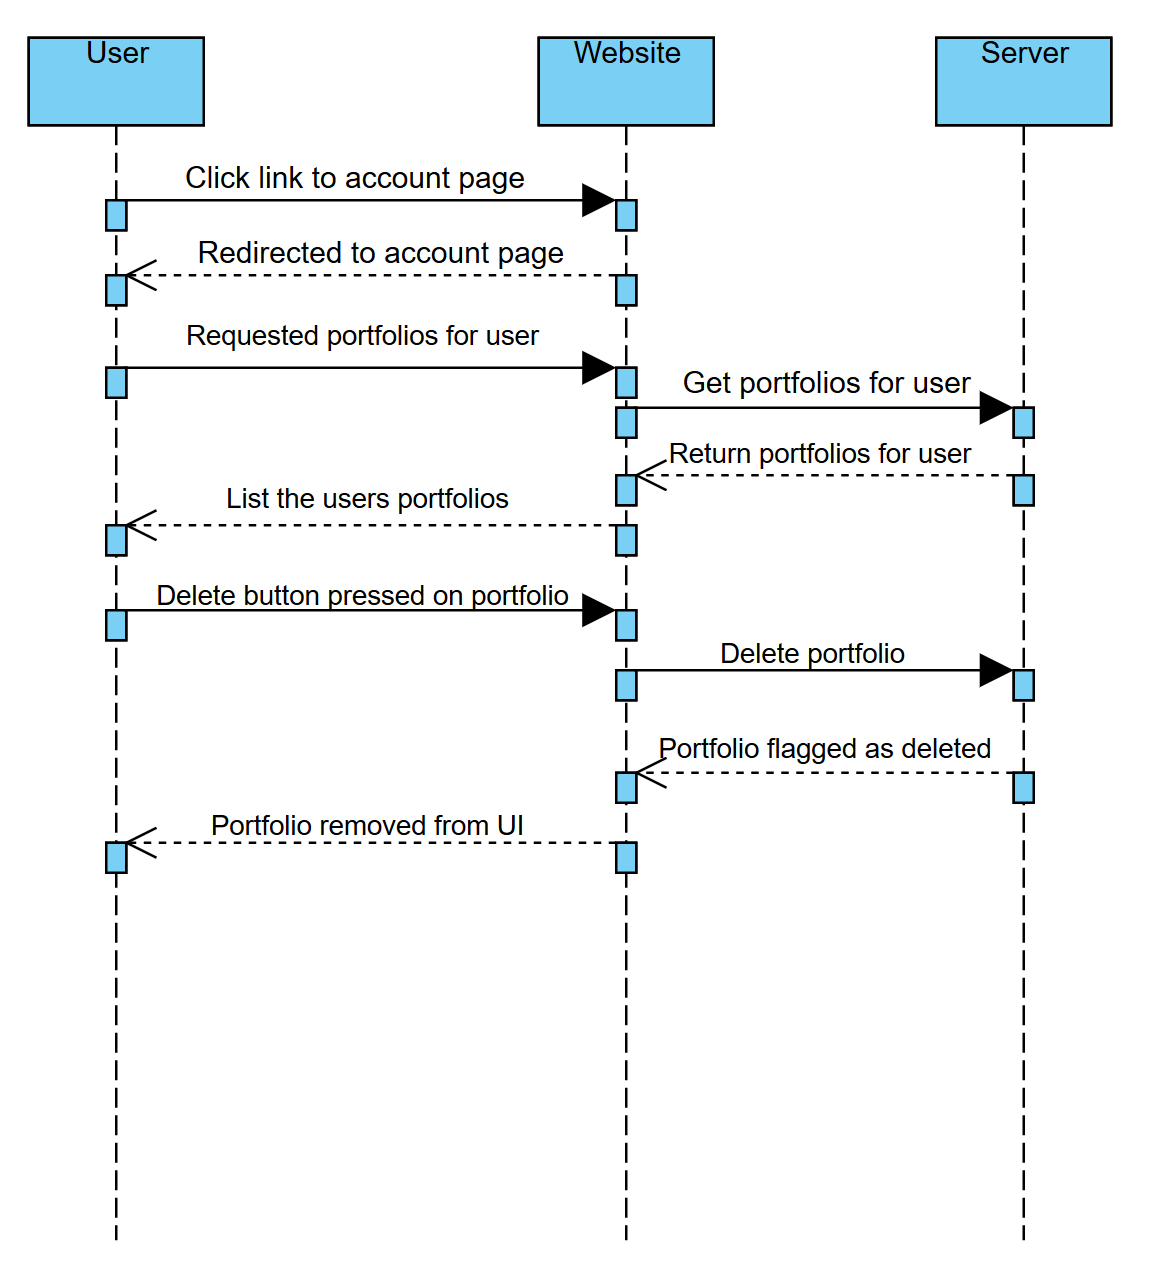 User
Website
Server
Click link to account page
Redirected to account page
Requested portfolios for user
Get portfolios for user
Return portfolios for user
List the users portfolios
Delete button pressed on portfolio
Delete portfolio
Portfolio flagged as deleted
Portfolio removed from UI